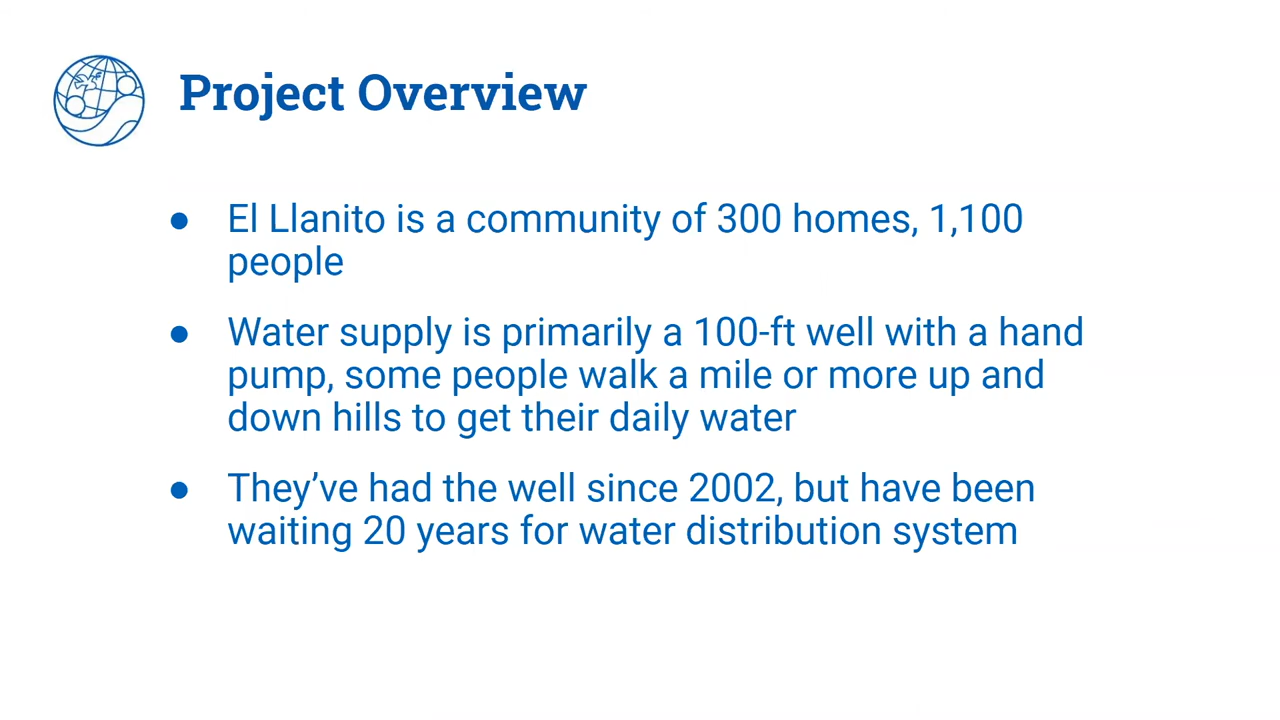 Project Overview
● El Llanito is a community of 300 homes, 1,100
people
● Water supply is primarily a 100-ft well with a hand
pump, some people walk a mile or more up and
down hills to get their daily water
● They’ve had the well since 2002, but have been
waiting 20 years for water distribution system